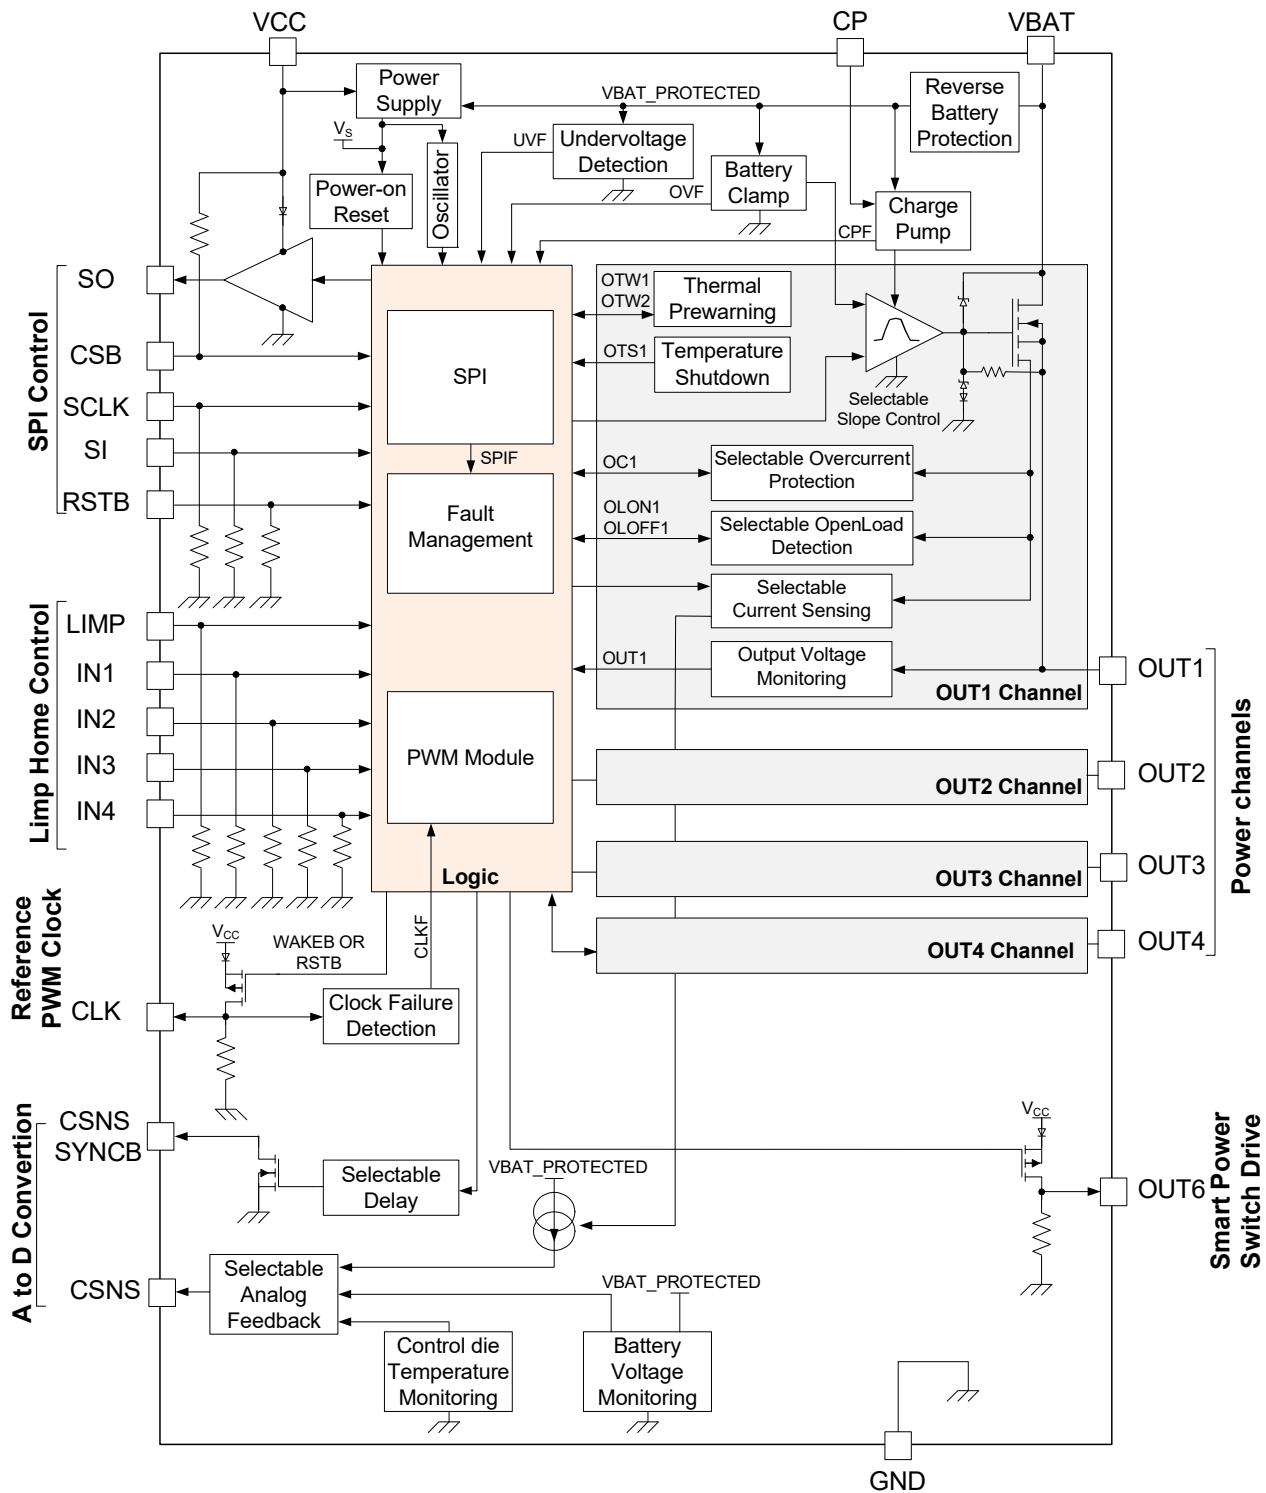 VCC
CP
VBAT
Power
Supply
VBAT_PROTECTED
Reverse
Battery
Protection
VS
UVF
Undervoltage
Detection
Oscillator
Battery
Clamp
Power-on
Reset
OVF
Charge
Pump
CPF
SPI Control
SO
CSB
SCLK
SI
RSTB
SPI
SPIF
Fault
Management
PWM Module
Logic
OTW1
OTW2
Thermal
Prewarning
OTS1
Temperature
Shutdown
Selectable
Slope Control
OC1
Selectable Overcurrent
Protection
OLON1
OLOFF1
Selectable OpenLoad
Detection
Selectable
Current Sensing
OUT1
Output Voltage
Monitoring
OUT1 Channel
OUT2 Channel
OUT3 Channel
OUT4 Channel
OUT1
OUT2
OUT3
OUT4
Power channels
Limp Home Control
LIMP
IN1
IN2
IN3
IN4
Reference
PWM Clock
CLK
VCC
WAKEB OR
RSTB
CLKF
Clock Failure
Detection
A to D Convertion
CSNS
SYNCB
Selectable
Delay
VBAT_PROTECTED
VCC
OUT6
Smart Power
Switch Drive
CSNS
Selectable
Analog
Feedback
VBAT_PROTECTED
Control die
Temperature
Monitoring
Battery
Voltage
Monitoring
GND